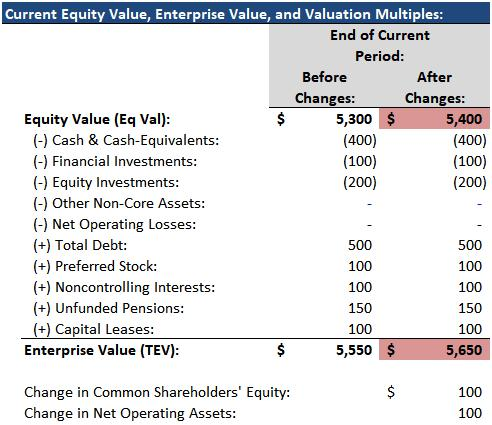 Current Equity Value, Enterprise Value, and Valuation Multiples:
End of Current
Period:
Before After
Changes: Changes:
Equity Value (Eq Val): $ 5,300 $ 5,400
(-) Cash & Cash-Equivalents: (400) (400)
(-) Financial Investments: (100) (100)
(-) Equity Investments: (200) (200)
(-) Other Non-Core Assets: - -
(-) Net Operating Losses: - -
(+) Total Debt: 500 500
(+) Preferred Stock: 100 100
(+) Noncontrolling Interests: 100 100
(+) Unfunded Pensions: 150 150
(+) Capital Leases: 100 100
Enterprise Value (TEV): $ 5,550 $ 5,650
Change in Common Shareholders' Equity: $ 100
Change in Net Operating Assets: 100